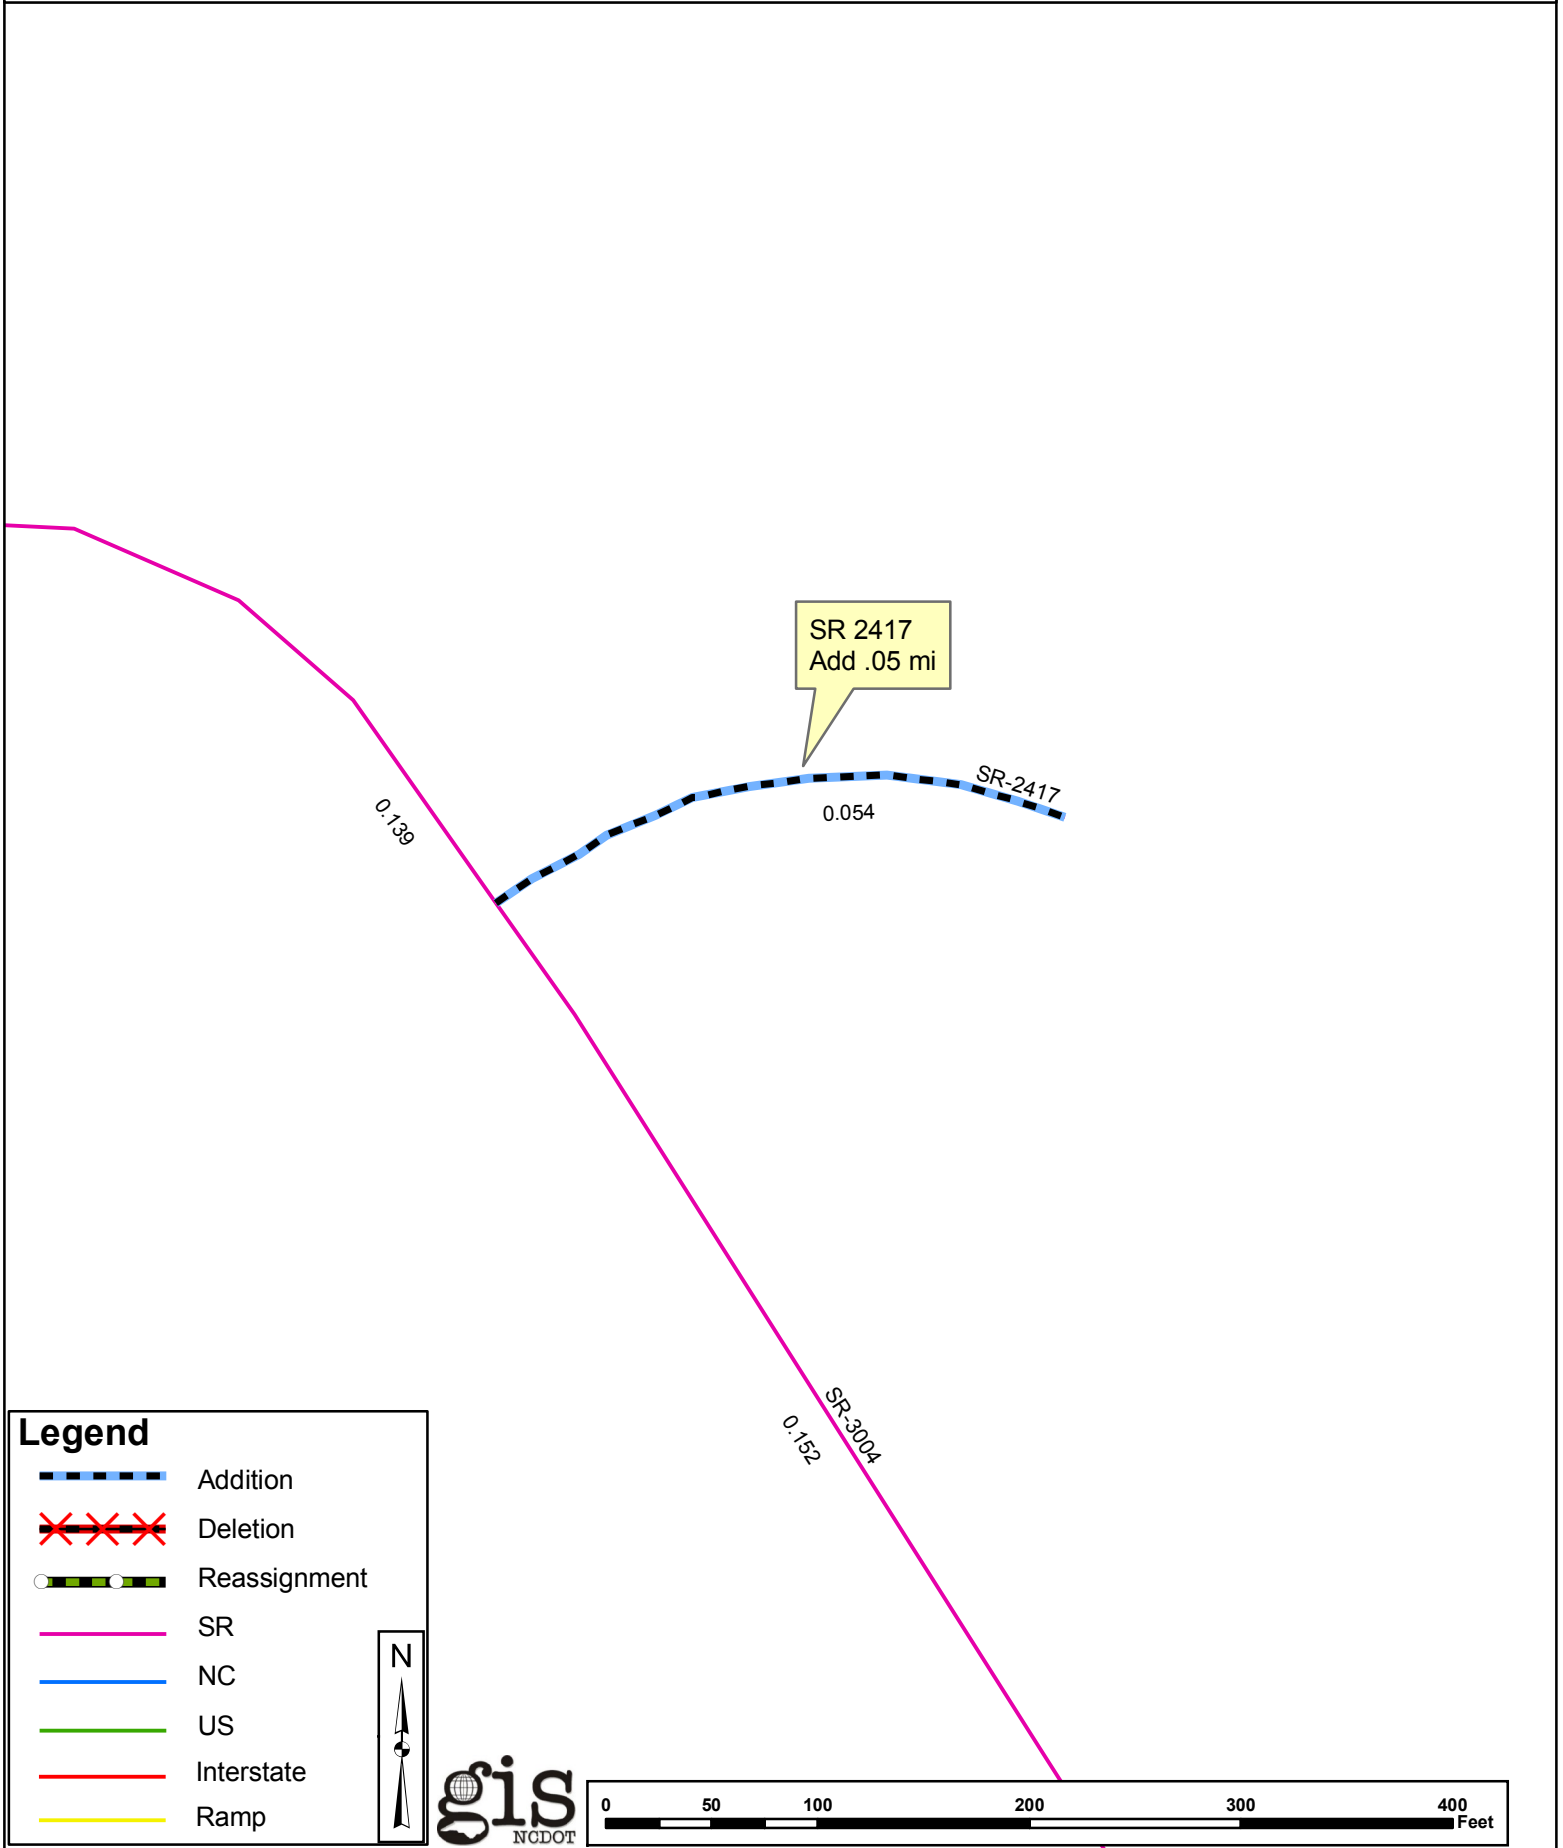 SR 2417
Add .05 mi
SR-2417
0.054
0.139
SR-3004
0.152
Legend
Addition
Deletion
Reassignment
SR
NC
US
Interstate
Ramp
N
gis
NCDOT
0 50 100 200 300 400
Feet